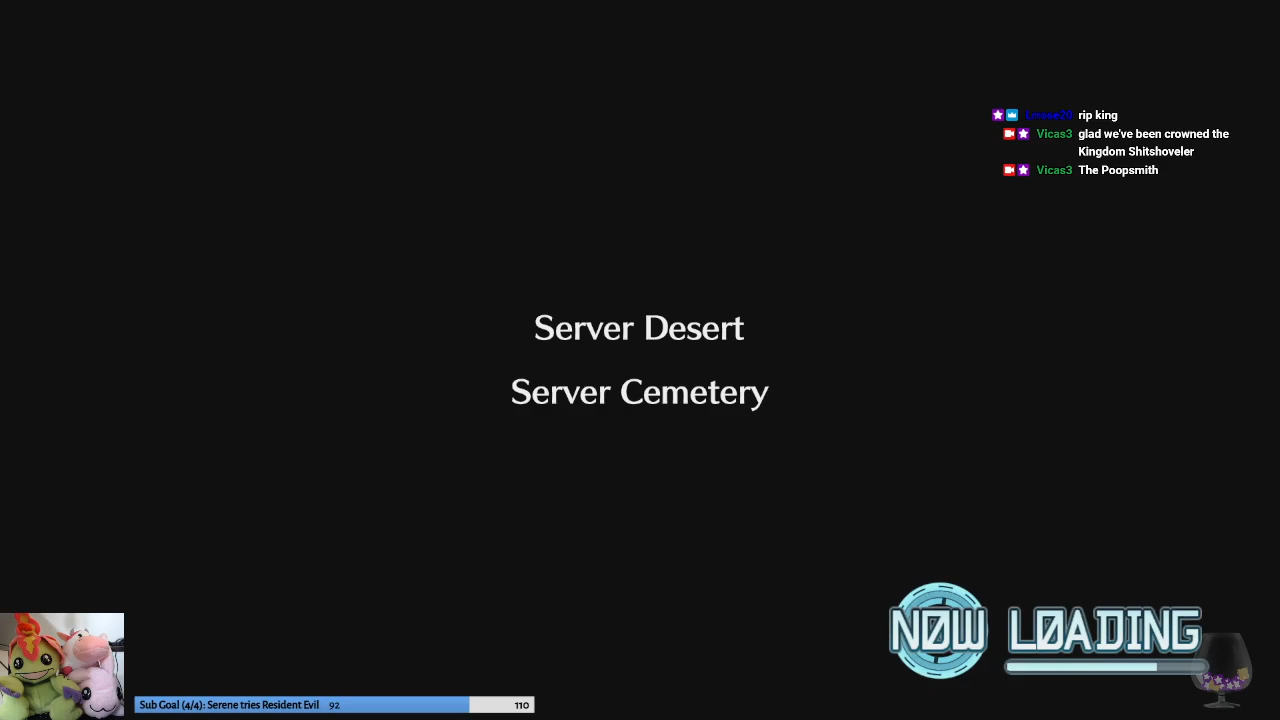 Emose20 rip king
Vicas3 glad we've been crowned the
Kingdom Shitshoveler
Vicas3 The Poopsmith
Server Desert
Server Cemetery
NOW LOADING
Sub Goal (4/4): Serene tries Resident Evil 92 110